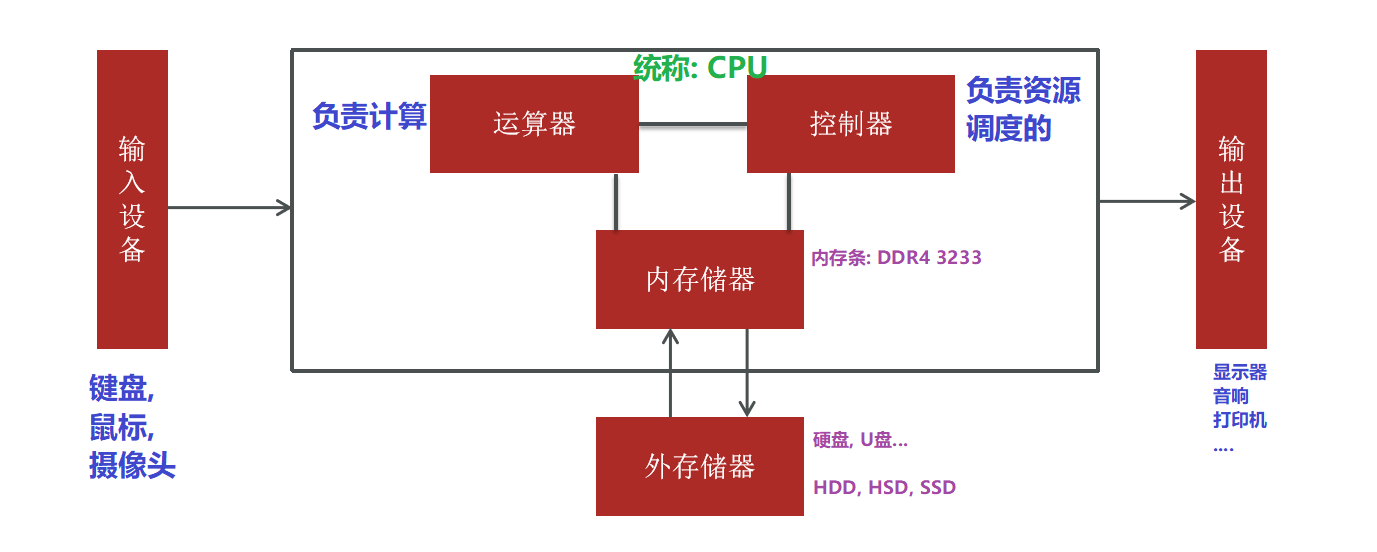 统称: CPU
负责计算
运算器
控制器
负责资源
调度的
输入设备
输出设备
内存储器
内存条: DDR4 3233
键盘,
鼠标,
摄像头
显示器
音响
打印机
....
外存储器
硬盘, U盘...
HDD, HSD, SSD